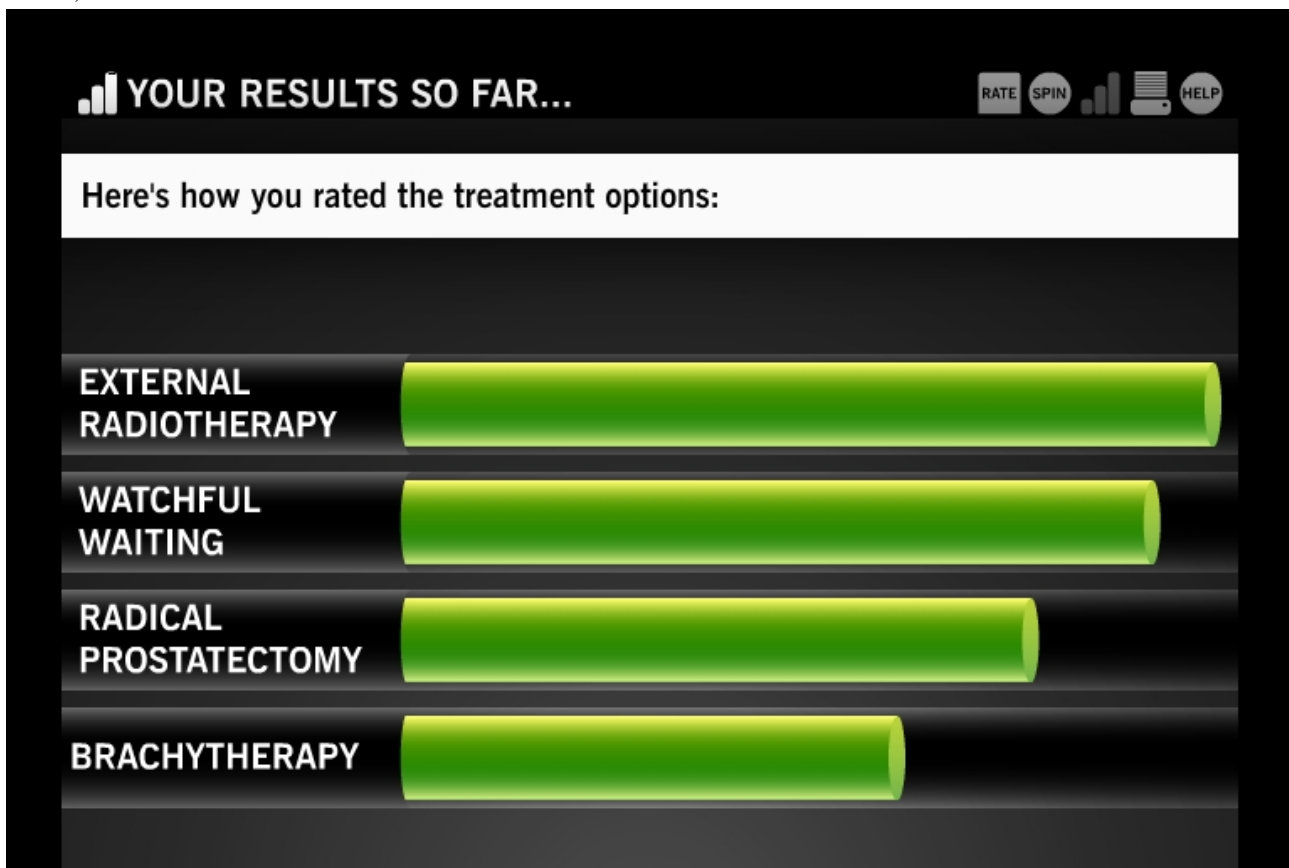 YOUR RESULTS SO FAR...
RATE SPIN HELP
Here's how you rated the treatment options:
EXTERNAL
RADIOTHERAPY
WATCHFUL
WAITING
RADICAL
PROSTATECTOMY
BRACHYTHERAPY